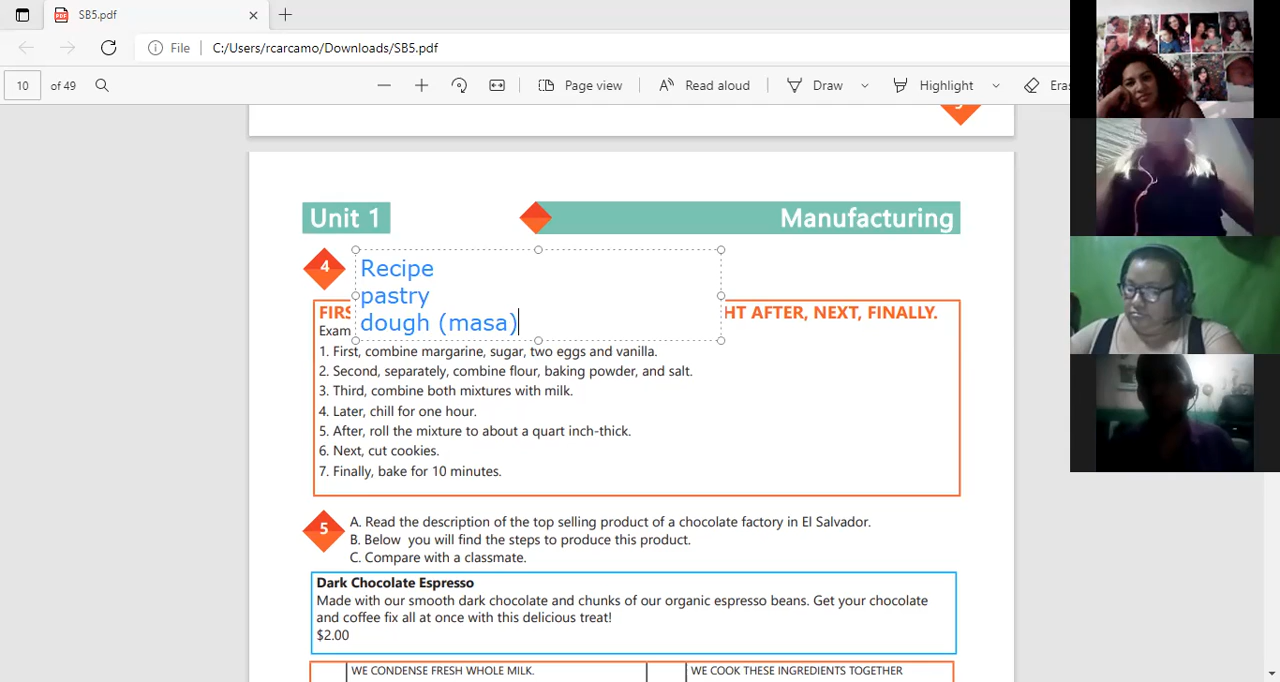 SB5.pdf
File
C:/Users/rcarcamo/Downloads/SB5.pdf
10 of 49
Page view
Read aloud
Draw
Highlight
Unit 1
Manufacturing
4
Recipe
pastry
dough (masa)
HT AFTER, NEXT, FINALLY.
1. First, combine margarine, sugar, two eggs and vanilla.
2. Second, separately, combine flour, baking powder, and salt.
3. Third, combine both mixtures with milk.
4. Later, chill for one hour.
5. After, roll the mixture to about a quart inch-thick.
6. Next, cut cookies.
7. Finally, bake for 10 minutes.
5
A. Read the description of the top selling product of a chocolate factory in El Salvador.
B. Below you will find the steps to produce this product.
C. Compare with a classmate.
Dark Chocolate Espresso
Made with our smooth dark chocolate and chunks of our organic espresso beans. Get your chocolate
and coffee fix all at once with this delicious treat!
$2.00
WE CONDENSE FRESH WHOLE MILK.
WE COOK THESE INGREDIENTS TOGETHER